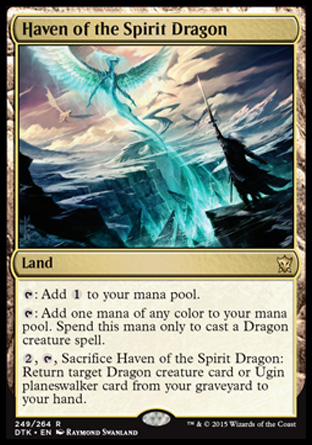 Haven of the Spirit Dragon
Land
: Add 1 to your mana pool.
: Add one mana of any color to your mana
pool. Spend this mana only to cast a Dragon
creature spell.
2, , Sacrifice Haven of the Spirit Dragon:
Return target Dragon creature card or Ugin
planeswalker card from your graveyard to
your hand.
249/264 R
DTK • EN RAYMOND SWANLAND
™ & © 2015 Wizards of the Coast